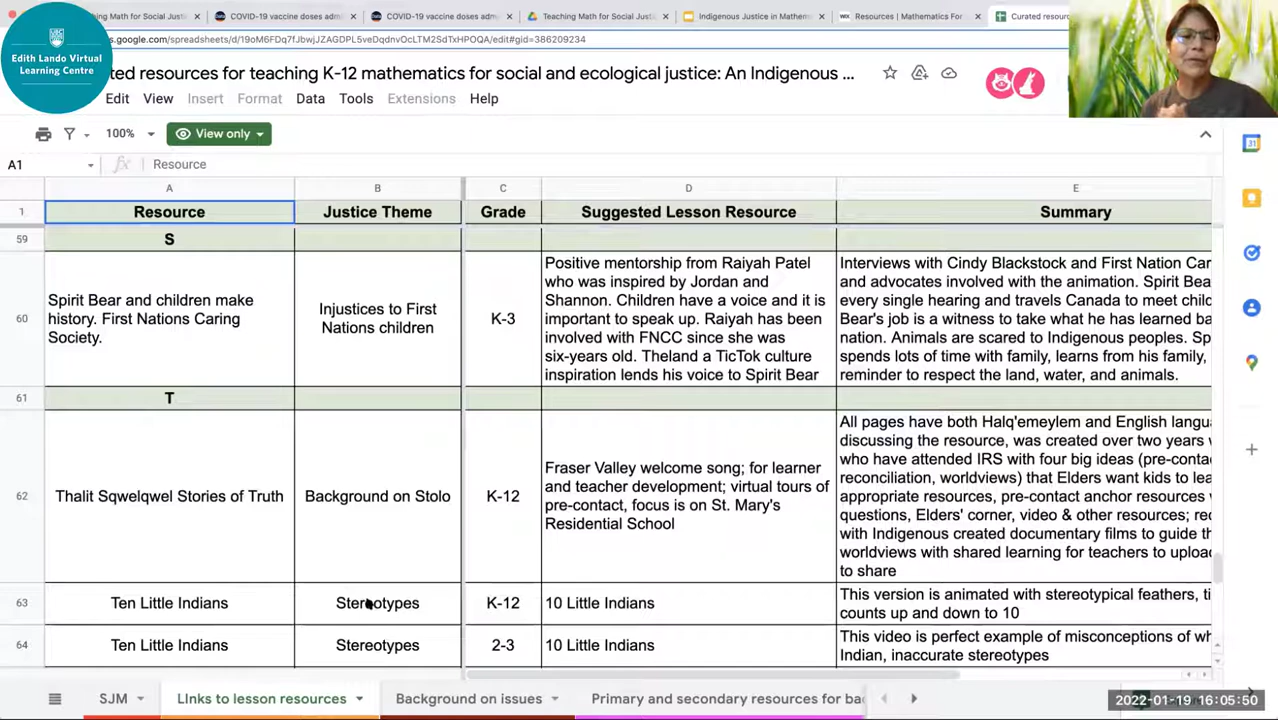 Teaching Math for Social Justi
COVID-19 vaccine doses adm
COVID-19 vaccine doses adm
Teaching Math for Social Jus
Indigenous Justice in Mathem
Resources | Mathematics For
Curated resour
s.google.com/spreadsheets/d/19oM6FDq7fJbwjJZAGDPL5veDqdnvOcLTM2SdTxHPOQA/edit#gid=386209234
UBC
Edith Lando Virtual
Learning Centre
ted resources for teaching K-12 mathematics for social and ecological justice: An Indigenous ...
Edit View Insert Format Data Tools Extensions Help
100% View only
A1 fx Resource
A B C D E
1 Resource Justice Theme Grade Suggested Lesson Resource Summary
59 S
60
Spirit Bear and children make
history. First Nations Caring
Society.
Injustices to First
Nations children
K-3
Positive mentorship from Raiyah Patel
who was inspired by Jordan and
Shannon. Children have a voice and it is
important to speak up. Raiyah has been
involved with FNCC since she was
six-years old. Theland a TicTok culture
inspiration lends his voice to Spirit Bear
Interviews with Cindy Blackstock and First Nation Car
and advocates involved with the animation. Spirit Bea
every single hearing and travels Canada to meet child
Bear's job is a witness to take what he has learned ba
nation. Animals are scared to Indigenous peoples. Sp
spends lots of time with family, learns from his family,
reminder to respect the land, water, and animals.
61 T
62
Thalit Sqwelqwel Stories of Truth
Background on Stolo
K-12
Fraser Valley welcome song; for learner
and teacher development; virtual tours of
pre-contact, focus is on St. Mary's
Residential School
All pages have both Halq'emeylem and English langu
discussing the resource, was created over two years v
who have attended IRS with four big ideas (pre-conta
reconciliation, worldviews) that Elders want kids to lea
appropriate resources, pre-contact anchor resources v
questions, Elders' corner, video & other resources; rec
with Indigenous created documentary films to guide th
worldviews with shared learning for teachers to upload
to share
63 Ten Little Indians Stereotypes K-12 10 Little Indians
This version is animated with stereotypical feathers, ti
counts up and down to 10
64 Ten Little Indians Stereotypes 2-3 10 Little Indians
This video is perfect example of misconceptions of wh
Indian, inaccurate stereotypes
SJM LInks to lesson resources Background on issues Primary and secondary resources for bac
2022-01-19 16:05:50